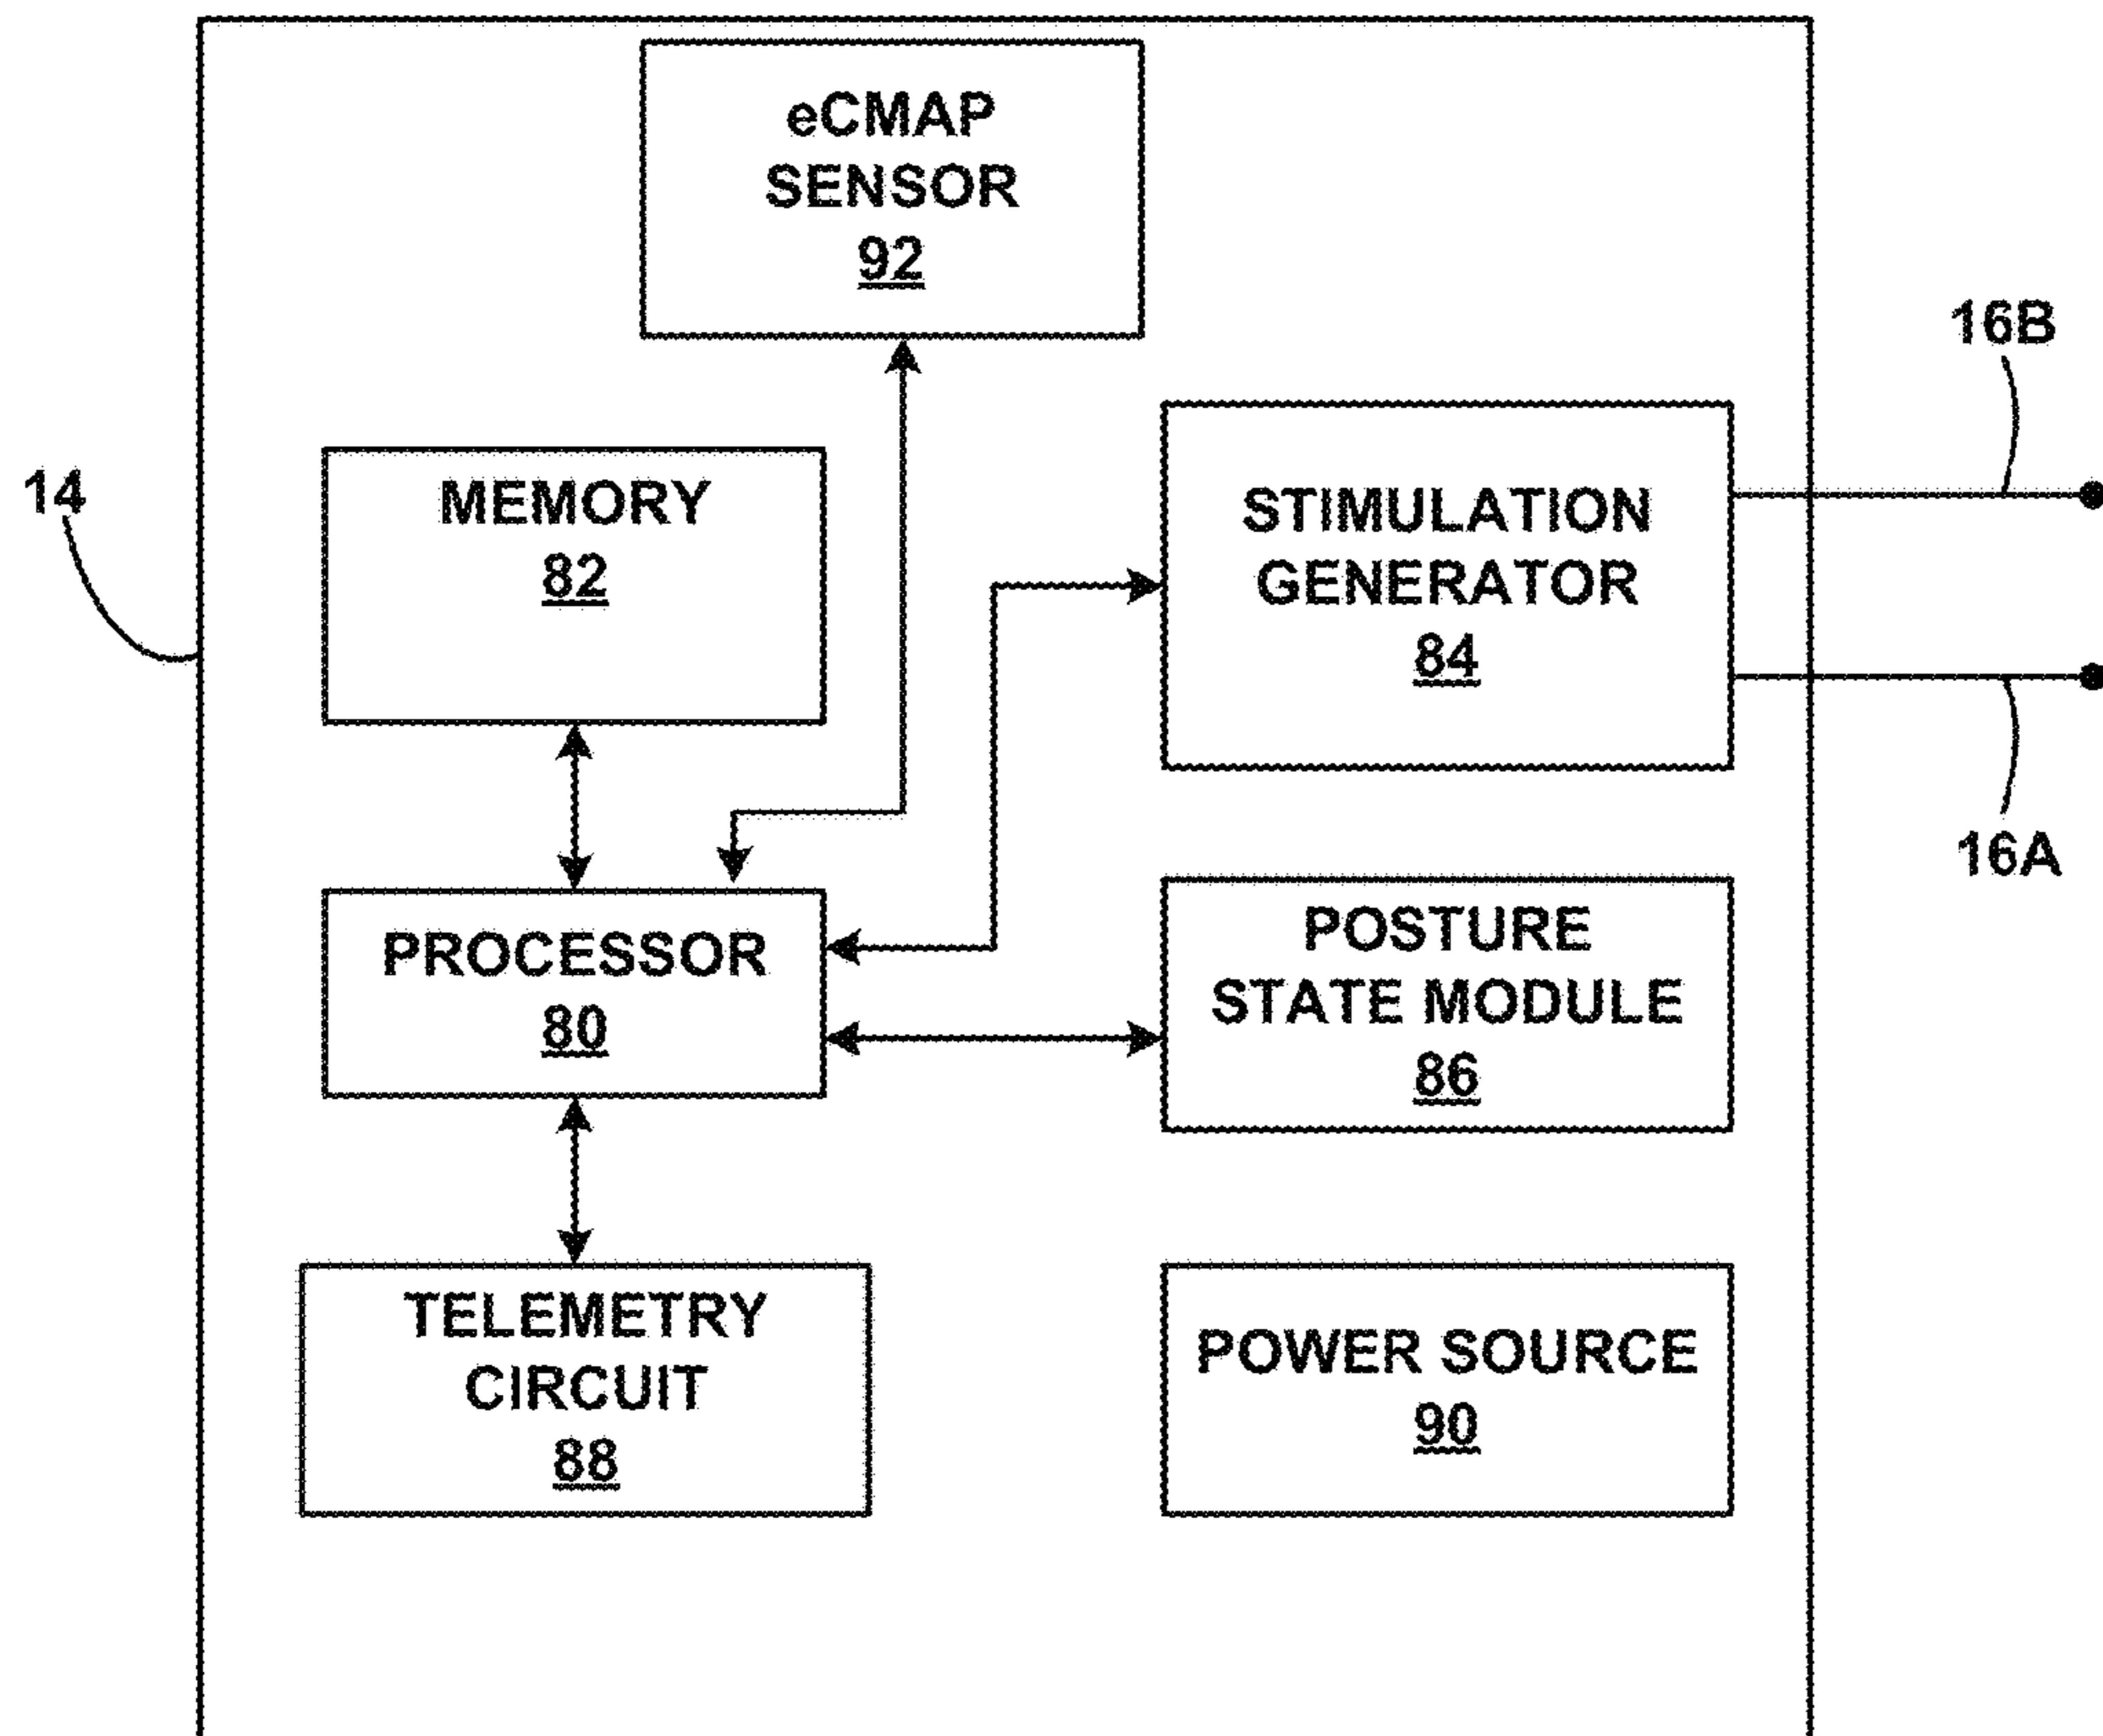 eCMAP
SENSOR
92
16B
14
MEMORY
82
STIMULATION
GENERATOR
84
16A
PROCESSOR
80
POSTURE
STATE MODULE
86
TELEMETRY
CIRCUIT
88
POWER SOURCE
90